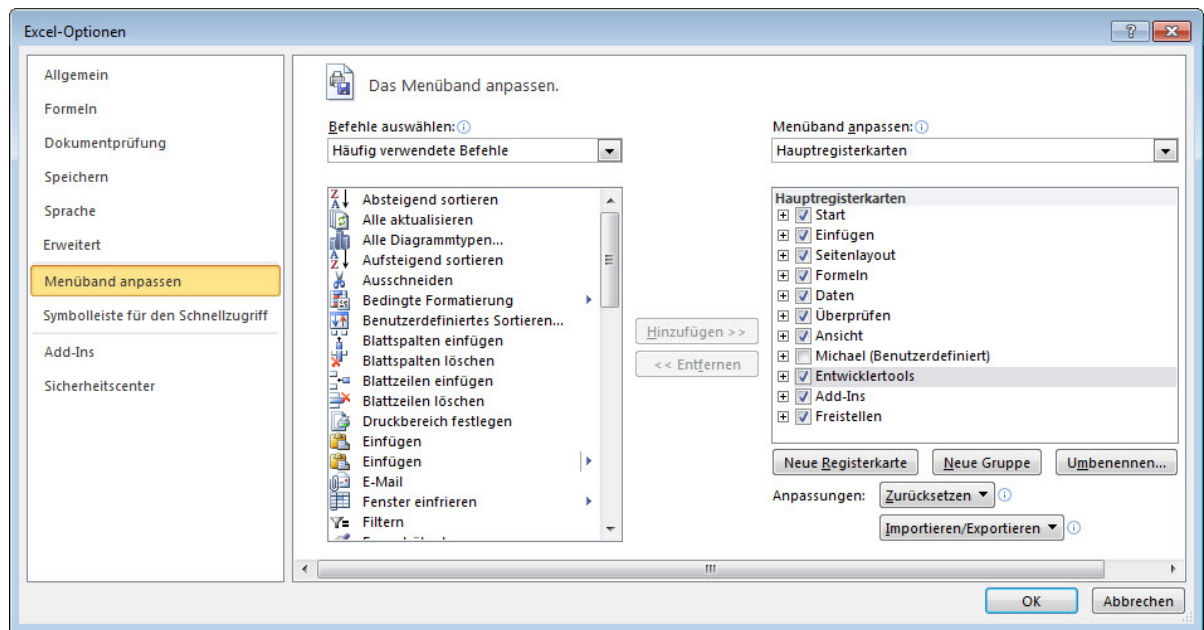 Excel-Optionen
Allgemein
Formeln
Dokumentprüfung
Speichern
Sprache
Erweitert
Menüband anpassen
Symbolleiste für den Schnellzugriff
Add-Ins
Sicherheitscenter
Das Menüband anpassen.
Befehle auswählen:
Häufig verwendete Befehle
Absteigend sortieren
Alle aktualisieren
Alle Diagrammtypen...
Aufsteigend sortieren
Ausschneiden
Bedingte Formatierung
Benutzerdefiniertes Sortieren...
Blattspalten einfügen
Blattspalten löschen
Blattzeilen einfügen
Blattzeilen löschen
Druckbereich festlegen
Einfügen
Einfügen
E-Mail
Fenster einfrieren
Filtern
Hinzufügen >>
<< Entfernen
Menüband anpassen:
Hauptregisterkarten
Hauptregisterkarten
Start
Einfügen
Seitenlayout
Formeln
Daten
Überprüfen
Ansicht
Michael (Benutzerdefiniert)
Entwicklertools
Add-Ins
Freistellen
Neue Registerkarte
Neue Gruppe
Umbenennen...
Anpassungen:
Zurücksetzen
Importieren/Exportieren
OK
Abbrechen